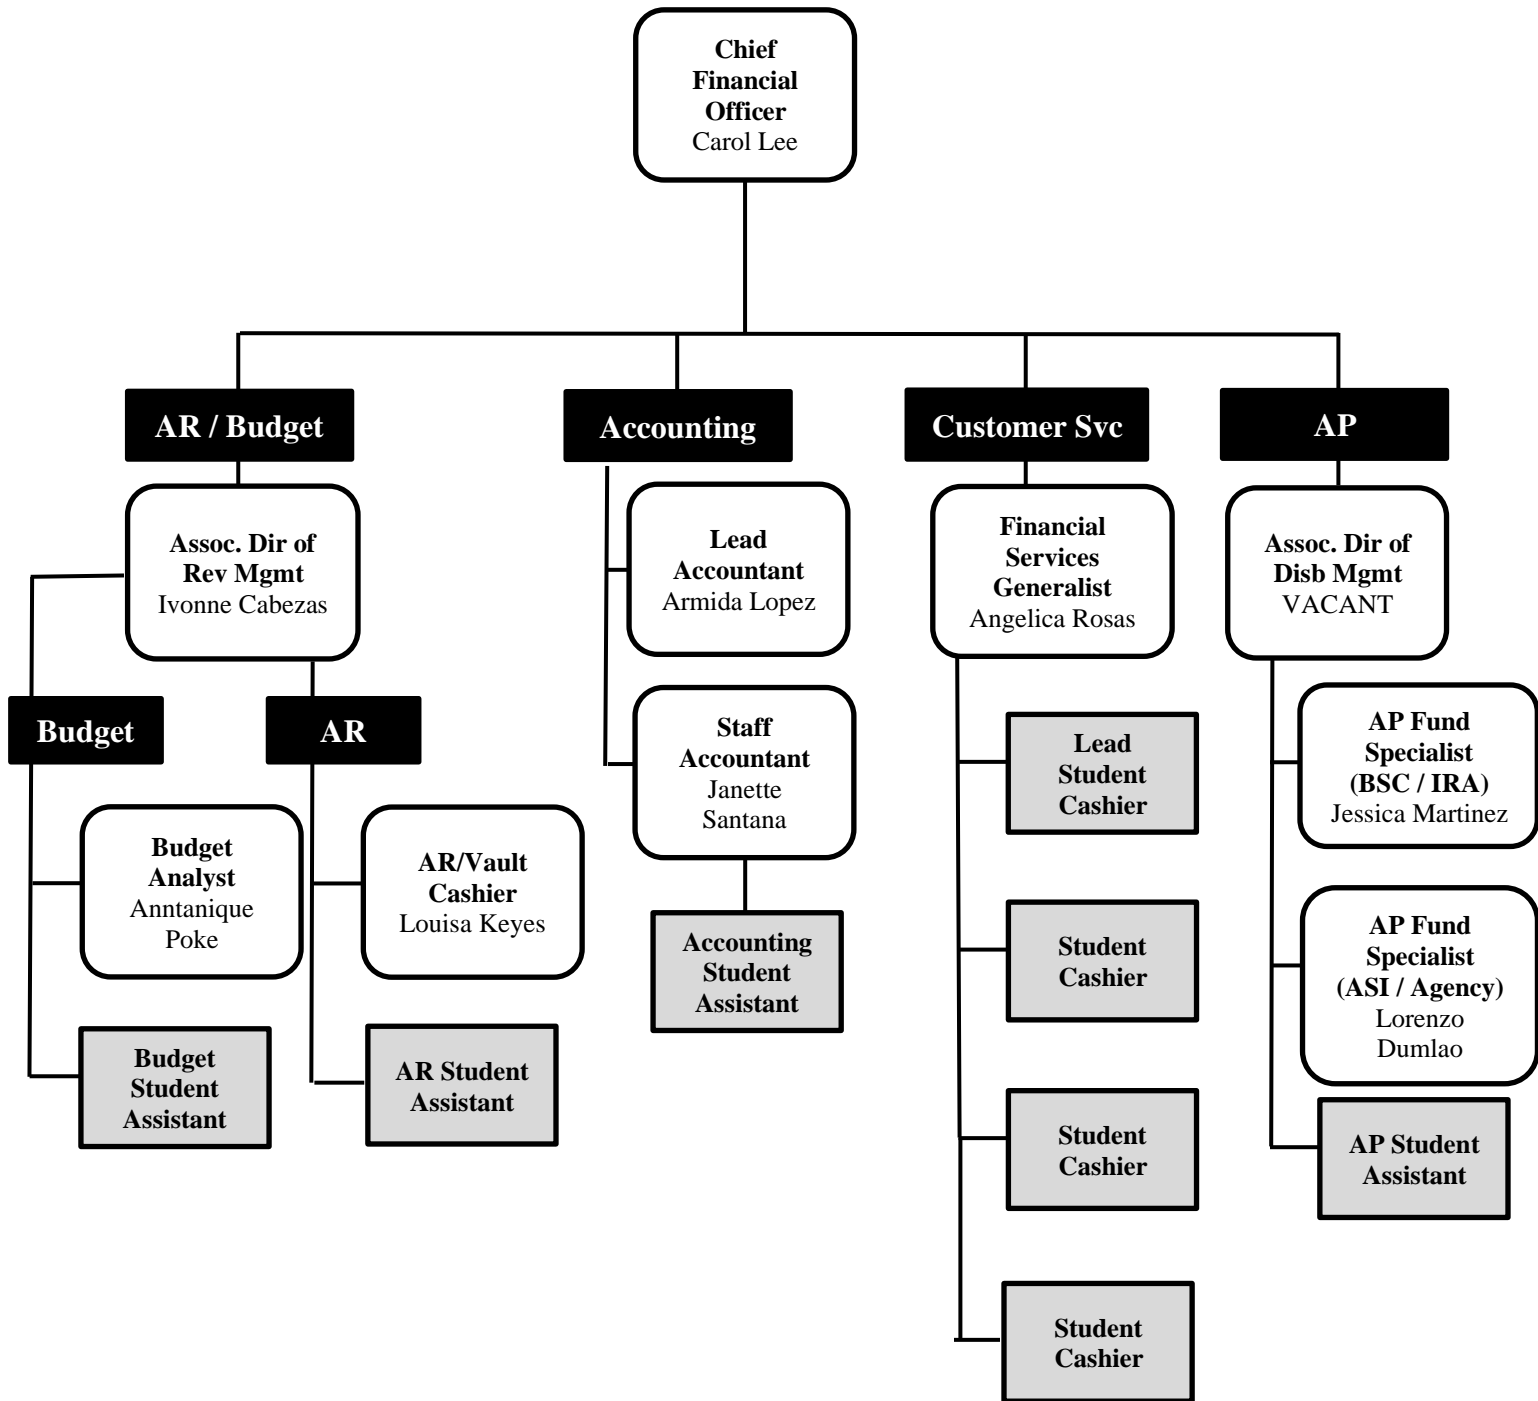 Chief
Financial
Officer
Carol Lee
AR / Budget
Accounting
Customer Svc
AP
Assoc. Dir of
Rev Mgmt
Ivonne Cabezas
Lead
Accountant
Armida Lopez
Financial
Services
Generalist
Angelica Rosas
Assoc. Dir of
Disb Mgmt
VACANT
Budget
AR
Staff
Accountant
Janette
Santana
Lead
Student
Cashier
AP Fund
Specialist
(BSC / IRA)
Jessica Martinez
Budget
Analyst
Anntanique
Poke
AR/Vault
Cashier
Louisa Keyes
Accounting
Student
Assistant
Student
Cashier
AP Fund
Specialist
(ASI / Agency)
Lorenzo
Dumlao
Budget
Student
Assistant
AR Student
Assistant
Student
Cashier
AP Student
Assistant
Student
Cashier